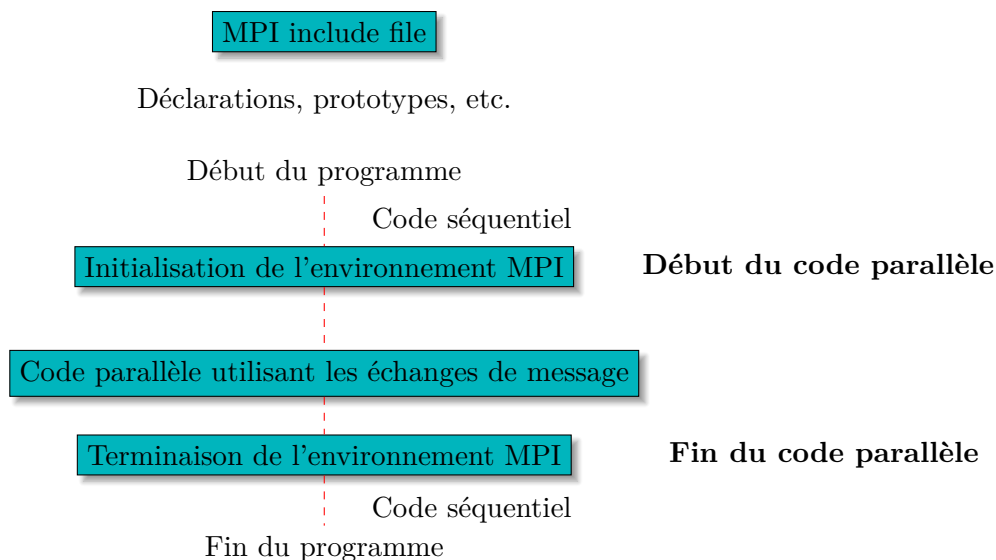 MPI include file
Déclarations, prototypes, etc.
Début du programme
Code séquentiel
Initialisation de l'environnement MPI
Début du code parallèle
Code parallèle utilisant les échanges de message
Terminaison de l'environnement MPI
Fin du code parallèle
Code séquentiel
Fin du programme